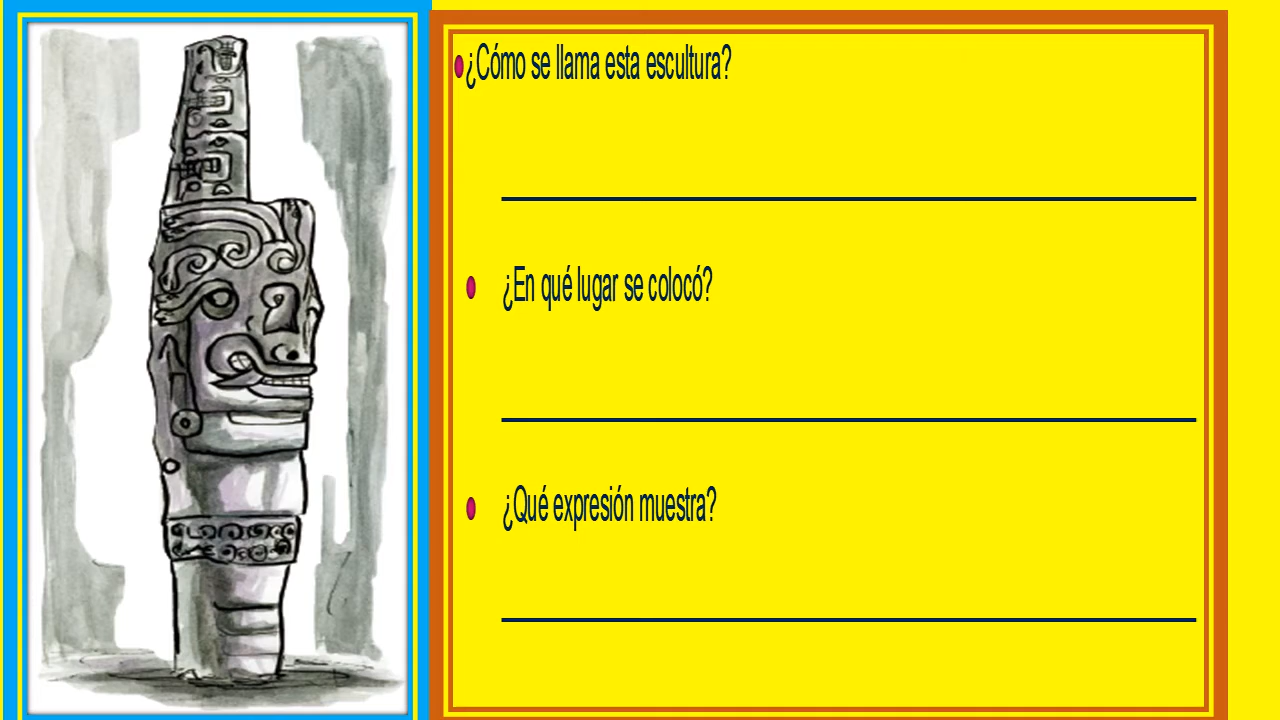 ¿Cómo se llama esta escultura?
¿En qué lugar se colocó?
¿Qué expresión muestra?